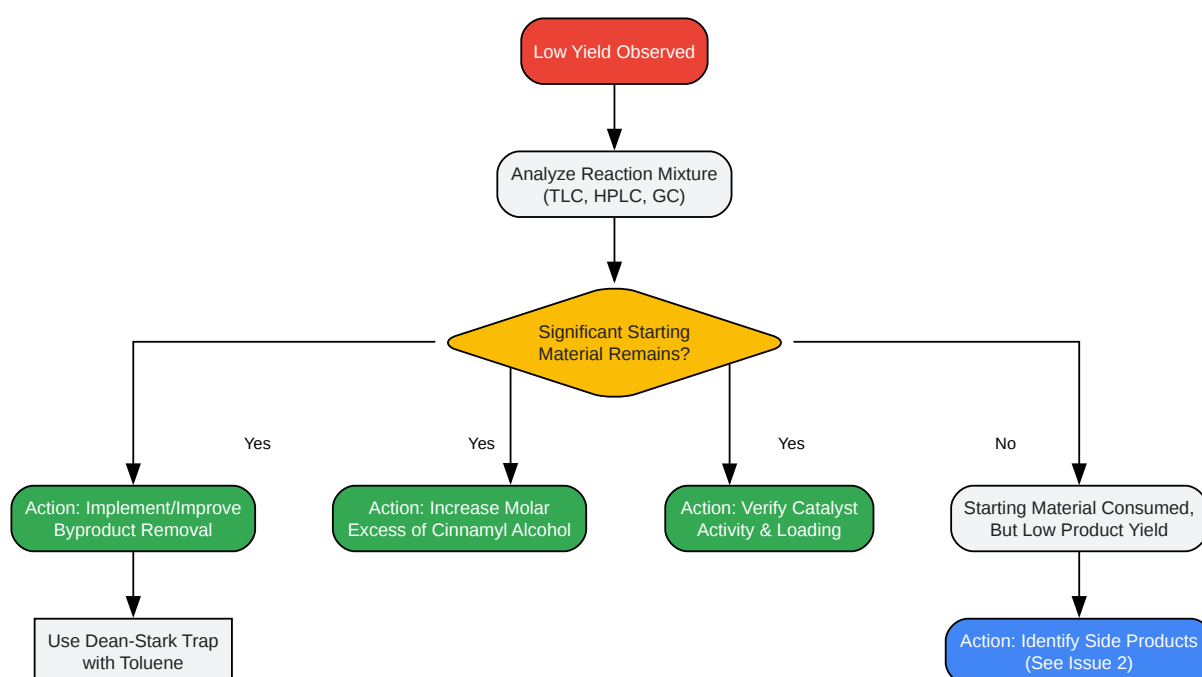 Low Yield Observed
Analyze Reaction Mixture
(TLC, HPLC, GC)
Significant Starting
Material Remains?
Yes
Yes
Yes
No
Action: Implement/Improve
Byproduct Removal
Action: Increase Molar
Excess of Cinnamyl Alcohol
Action: Verify Catalyst
Activity & Loading
Starting Material Consumed,
But Low Product Yield
Use Dean-Stark Trap
with Toluene
Action: Identify Side Products
(See Issue 2)